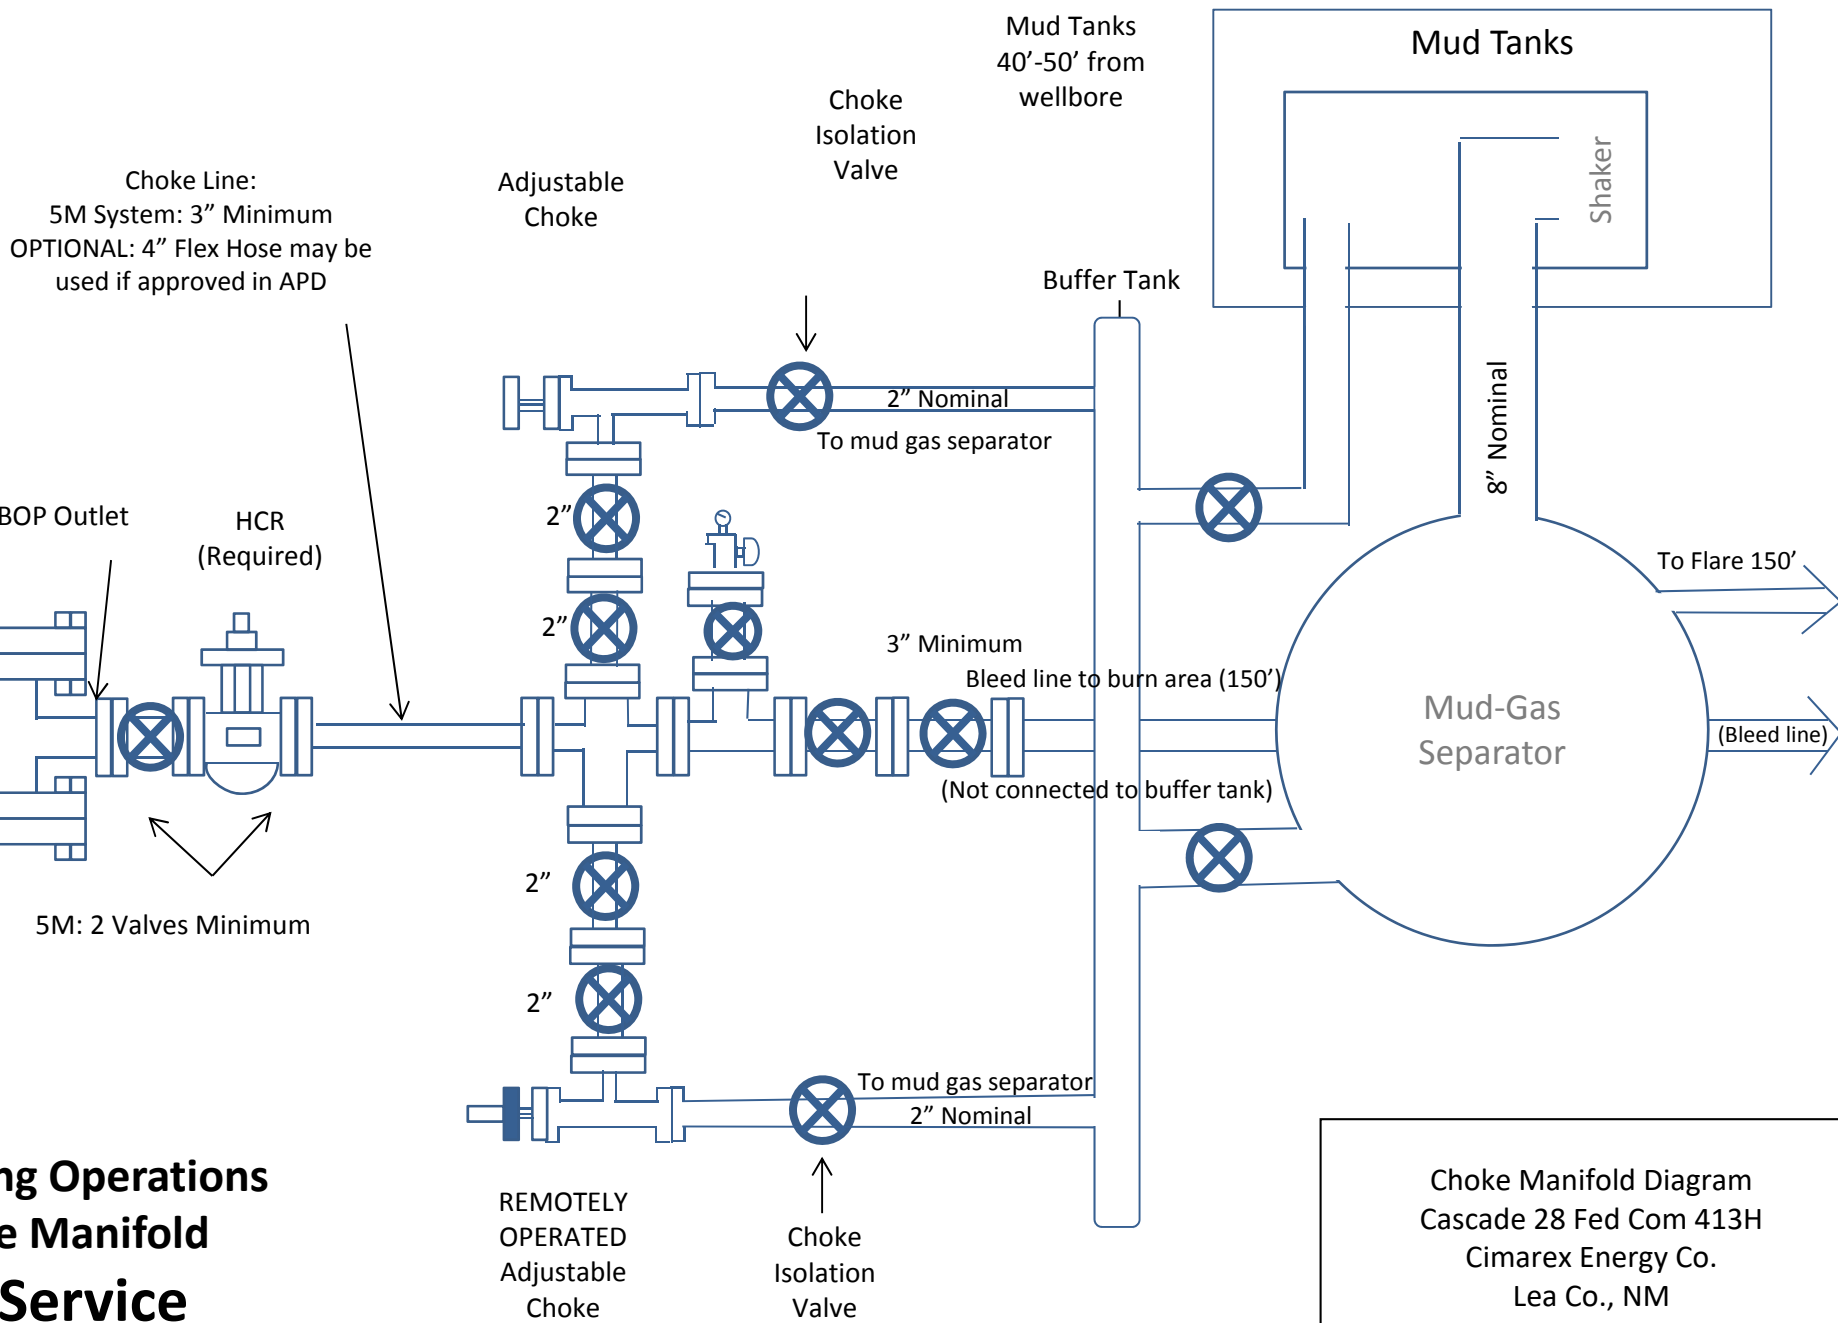 Mud Tanks
40’-50’ from
wellbore
Mud Tanks
Choke
Isolation
Valve
Shaker
Choke Line:
5M System: 3” Minimum
OPTIONAL: 4” Flex Hose may be
used if approved in APD
Adjustable
Choke
Buffer Tank
2” Nominal
To mud gas separator
8” Nominal
BOP Outlet
HCR
(Required)
2”
2”
To Flare 150’
3” Minimum
Bleed line to burn area (150’)
Mud-Gas
Separator
(Bleed line)
(Not connected to buffer tank)
2”
5M: 2 Valves Minimum
2”
To mud gas separator
2” Nominal
ng Operations
e Manifold
Service
REMOTELY
OPERATED
Adjustable
Choke
Choke
Isolation
Valve
Choke Manifold Diagram
Cascade 28 Fed Com 413H
Cimarex Energy Co.
Lea Co., NM